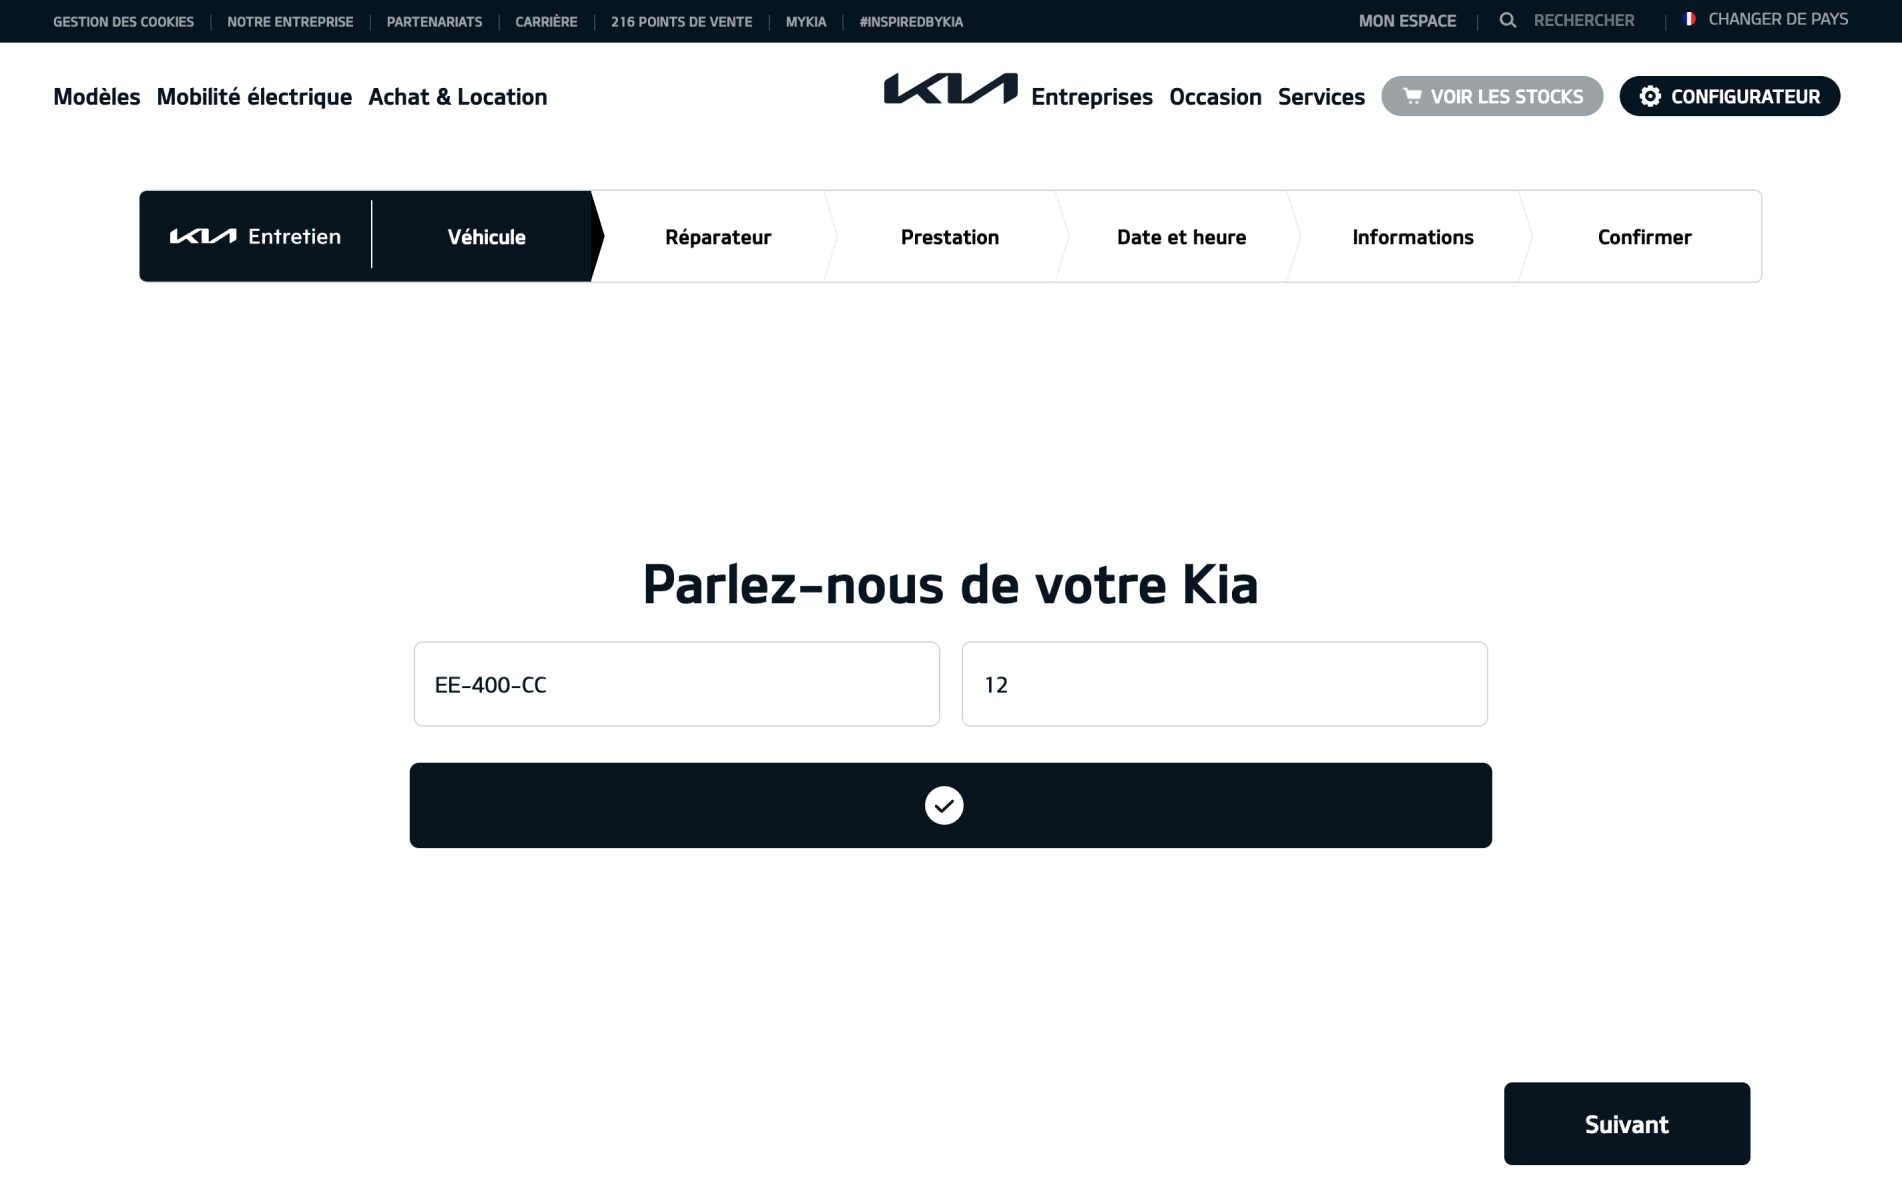 GESTION DES COOKIES NOTRE ENTREPRISE PARTENARIATS CARRIÈRE 216 POINTS DE VENTE MYKIA #INSPIREDBYKIA MON ESPACE RECHERCHER CHANGER DE PAYS
Modèles Mobilité électrique Achat & Location KIA Entreprises Occasion Services VOIR LES STOCKS CONFIGURATEUR
KIA Entretien Véhicule Réparateur Prestation Date et heure Informations Confirmer
Parlez-nous de votre Kia
EE-400-CC 12
Suivant